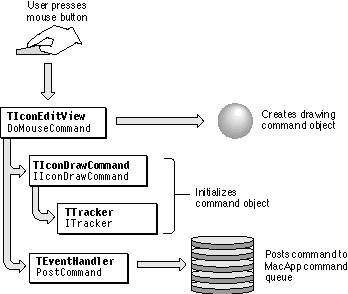 User presses
mouse button
TIconEditView
DoMouseCommand
Creates drawing
command object
TIconDrawCommand
IIconDrawCommand
Initializes
command object
TTracker
ITracker
TEventHandler
PostCommand
Posts command to
MacApp command
queue